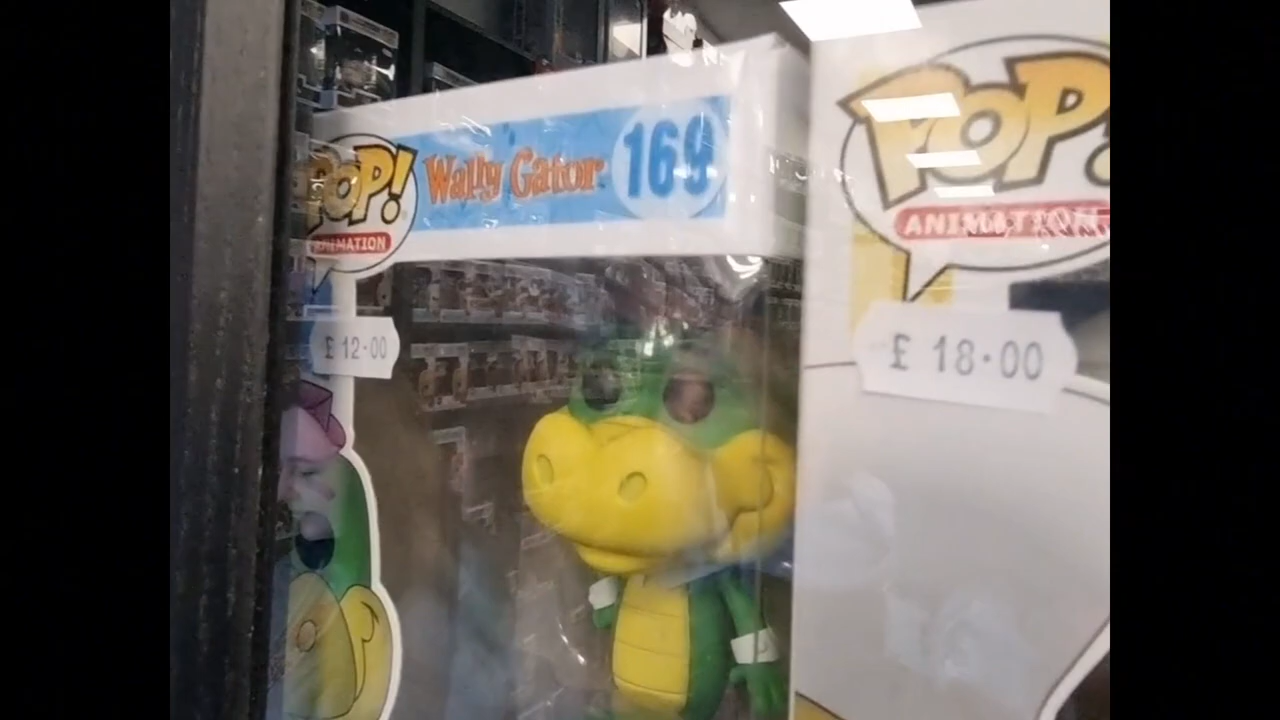 POP!
ANIMATION
Wally Gator
169
£ 12·00
POP!
ANIMATION
£ 18·00